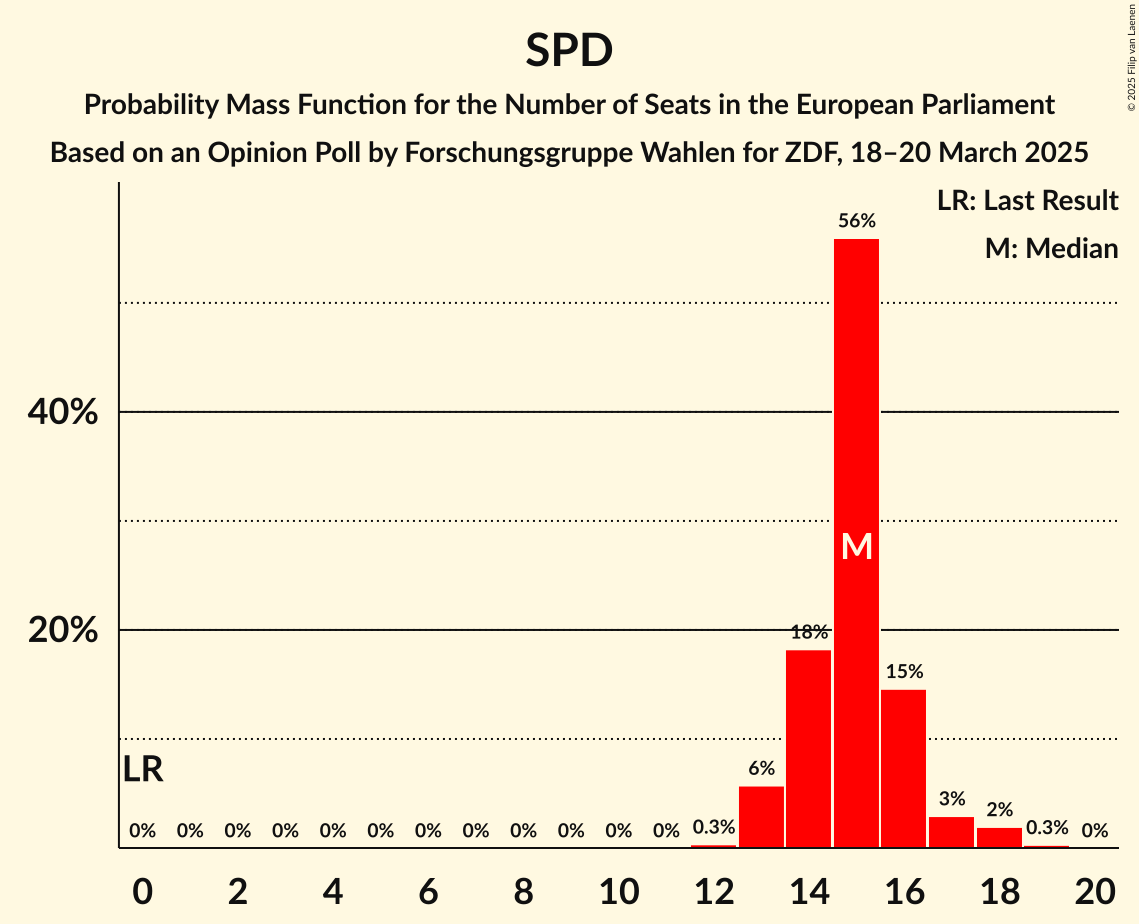 SPD
Probability Mass Function for the Number of Seats in the European Parliament
Based on an Opinion Poll by Forschungsgruppe Wahlen for ZDF, 18–20 March 2025
© 2025 Filip van Laenen
LR: Last Result
M: Median
56%
40%
M
20%
18%
15%
LR
6%
3%
2%
0% 0% 0% 0% 0% 0% 0% 0% 0% 0% 0% 0% 0.3% 0.3% 0%
0 2 4 6 8 10 12 14 16 18 20